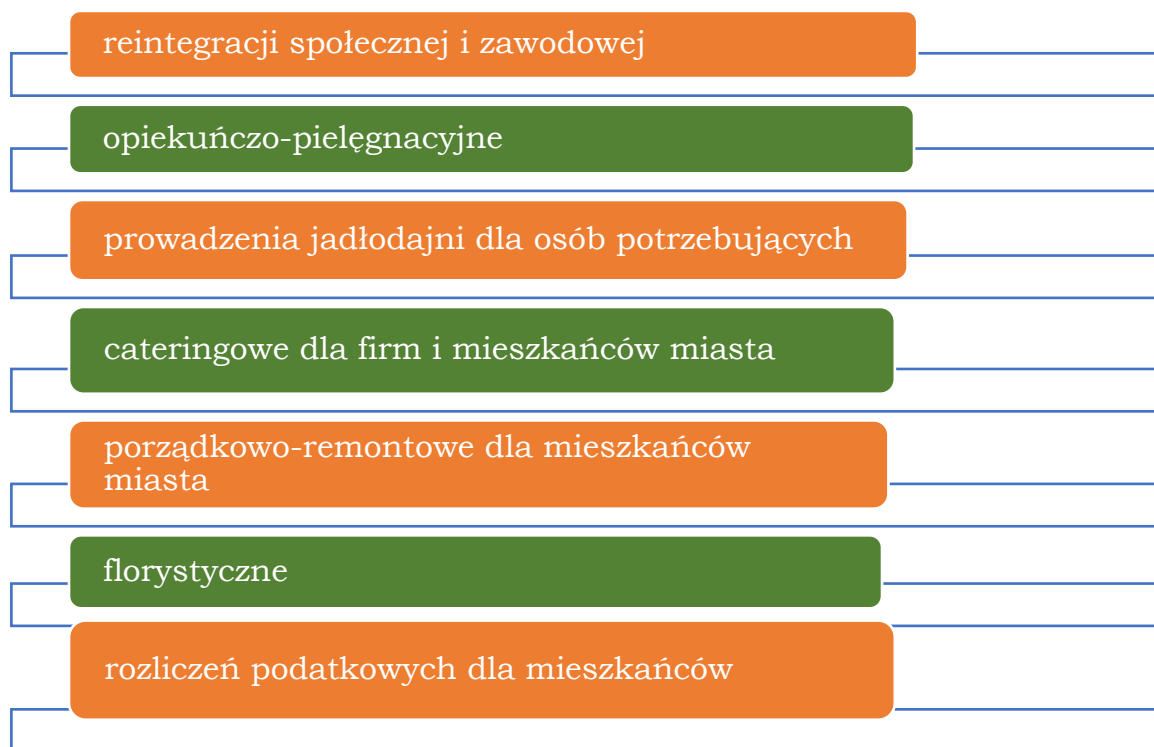 reintegracji społecznej i zawodowej
opiekuńczo-pielęgnacyjne
prowadzenia jadłodajni dla osób potrzebujących
cateringowe dla firm i mieszkańców miasta
porządkowo-remontowe dla mieszkańców
miasta
florystyczne
rozliczeń podatkowych dla mieszkańców